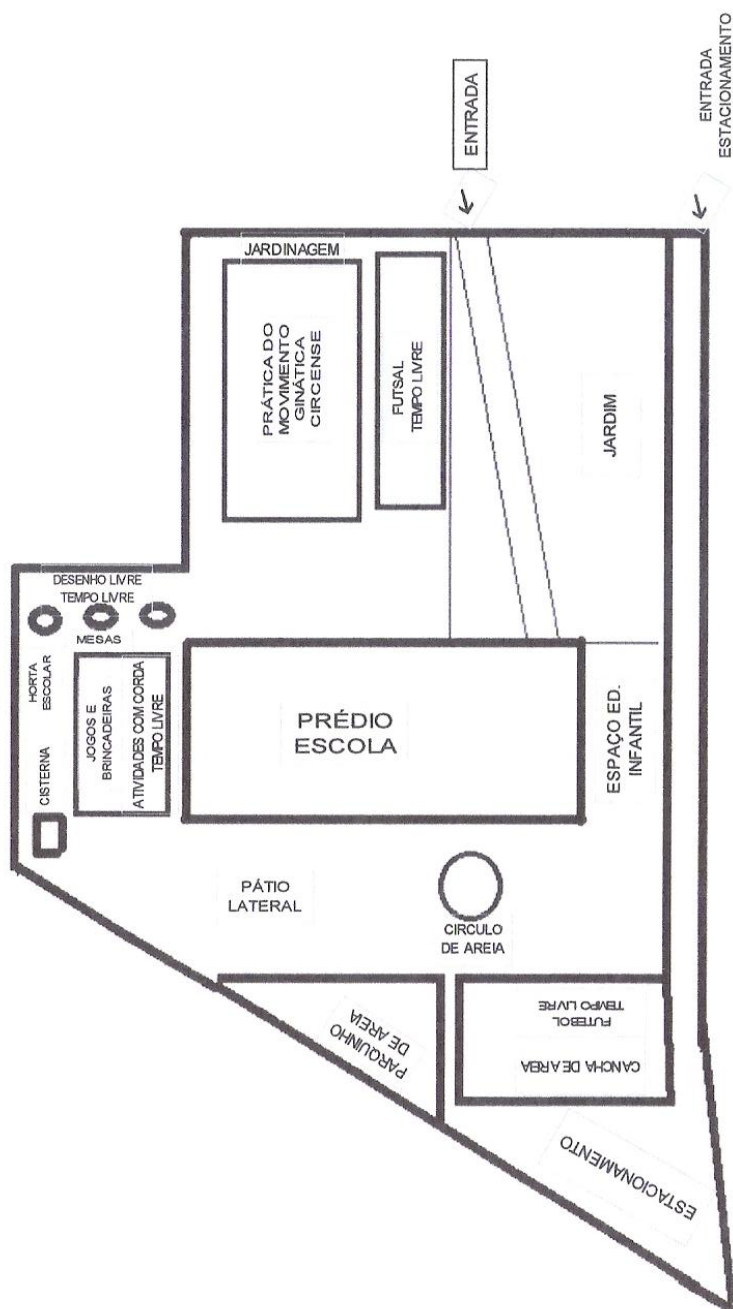 ENTRADA
ENTRADA
ESTACIONAMENTO
JARDINAGEM
PRÁTICA DO
MOVIMENTO
GINÁTICA
CIRCENSE
FUTSAL
TEMPO LIVRE
JARDIM
DESENHO LIVRE
TEMPO LIVRE
MESAS
HORTA
ESCOLAR
CISTERNA
JOGOS E
BRINCADEIRAS
ATIVIDADES COM CORDA
TEMPO LIVRE
PRÉDIO
ESCOLA
ESPAÇO ED.
INFANTIL
PÁTIO
LATERAL
CIRCULO
DE AREIA
PARQUINHO
DE AREIA
FUTEBOL
TEMPO LIVRE
CANCHA DE AREIA
ESTACIONAMENTO